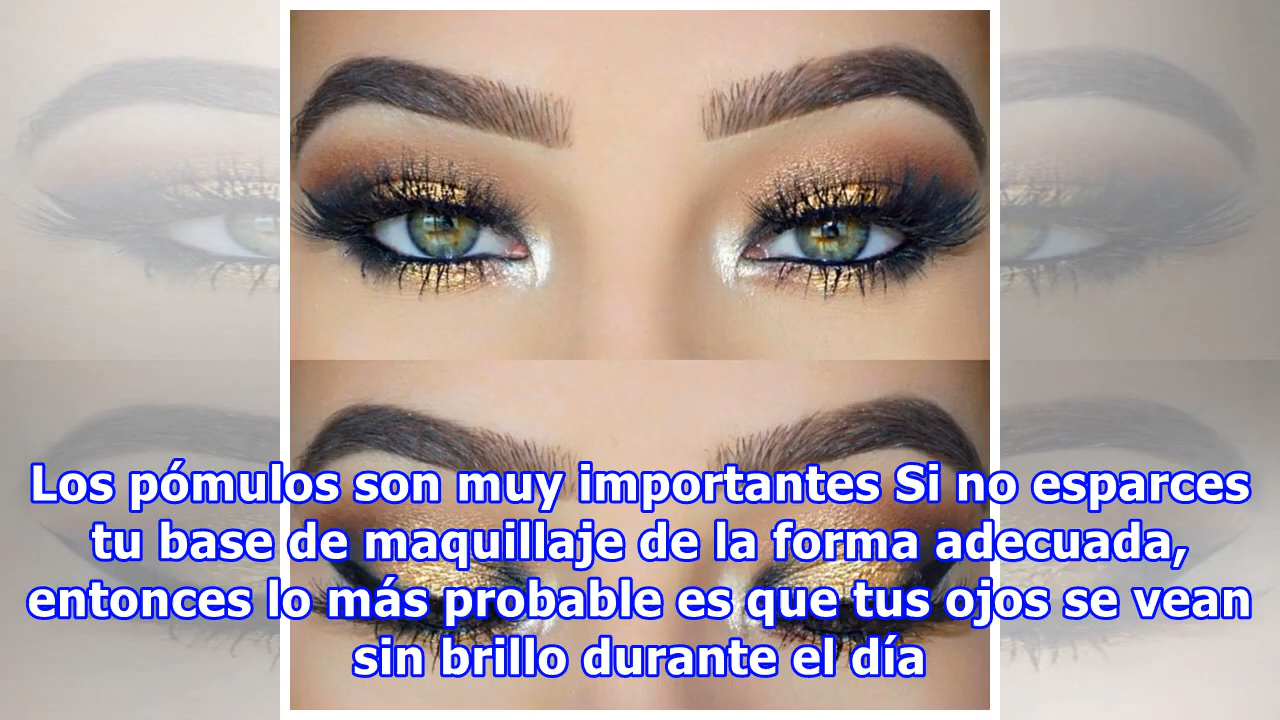 Los pómulos son muy importantes Si no esparces
tu base de maquillaje de la forma adecuada,
entonces lo más probable es que tus ojos se vean
sin brillo durante el día